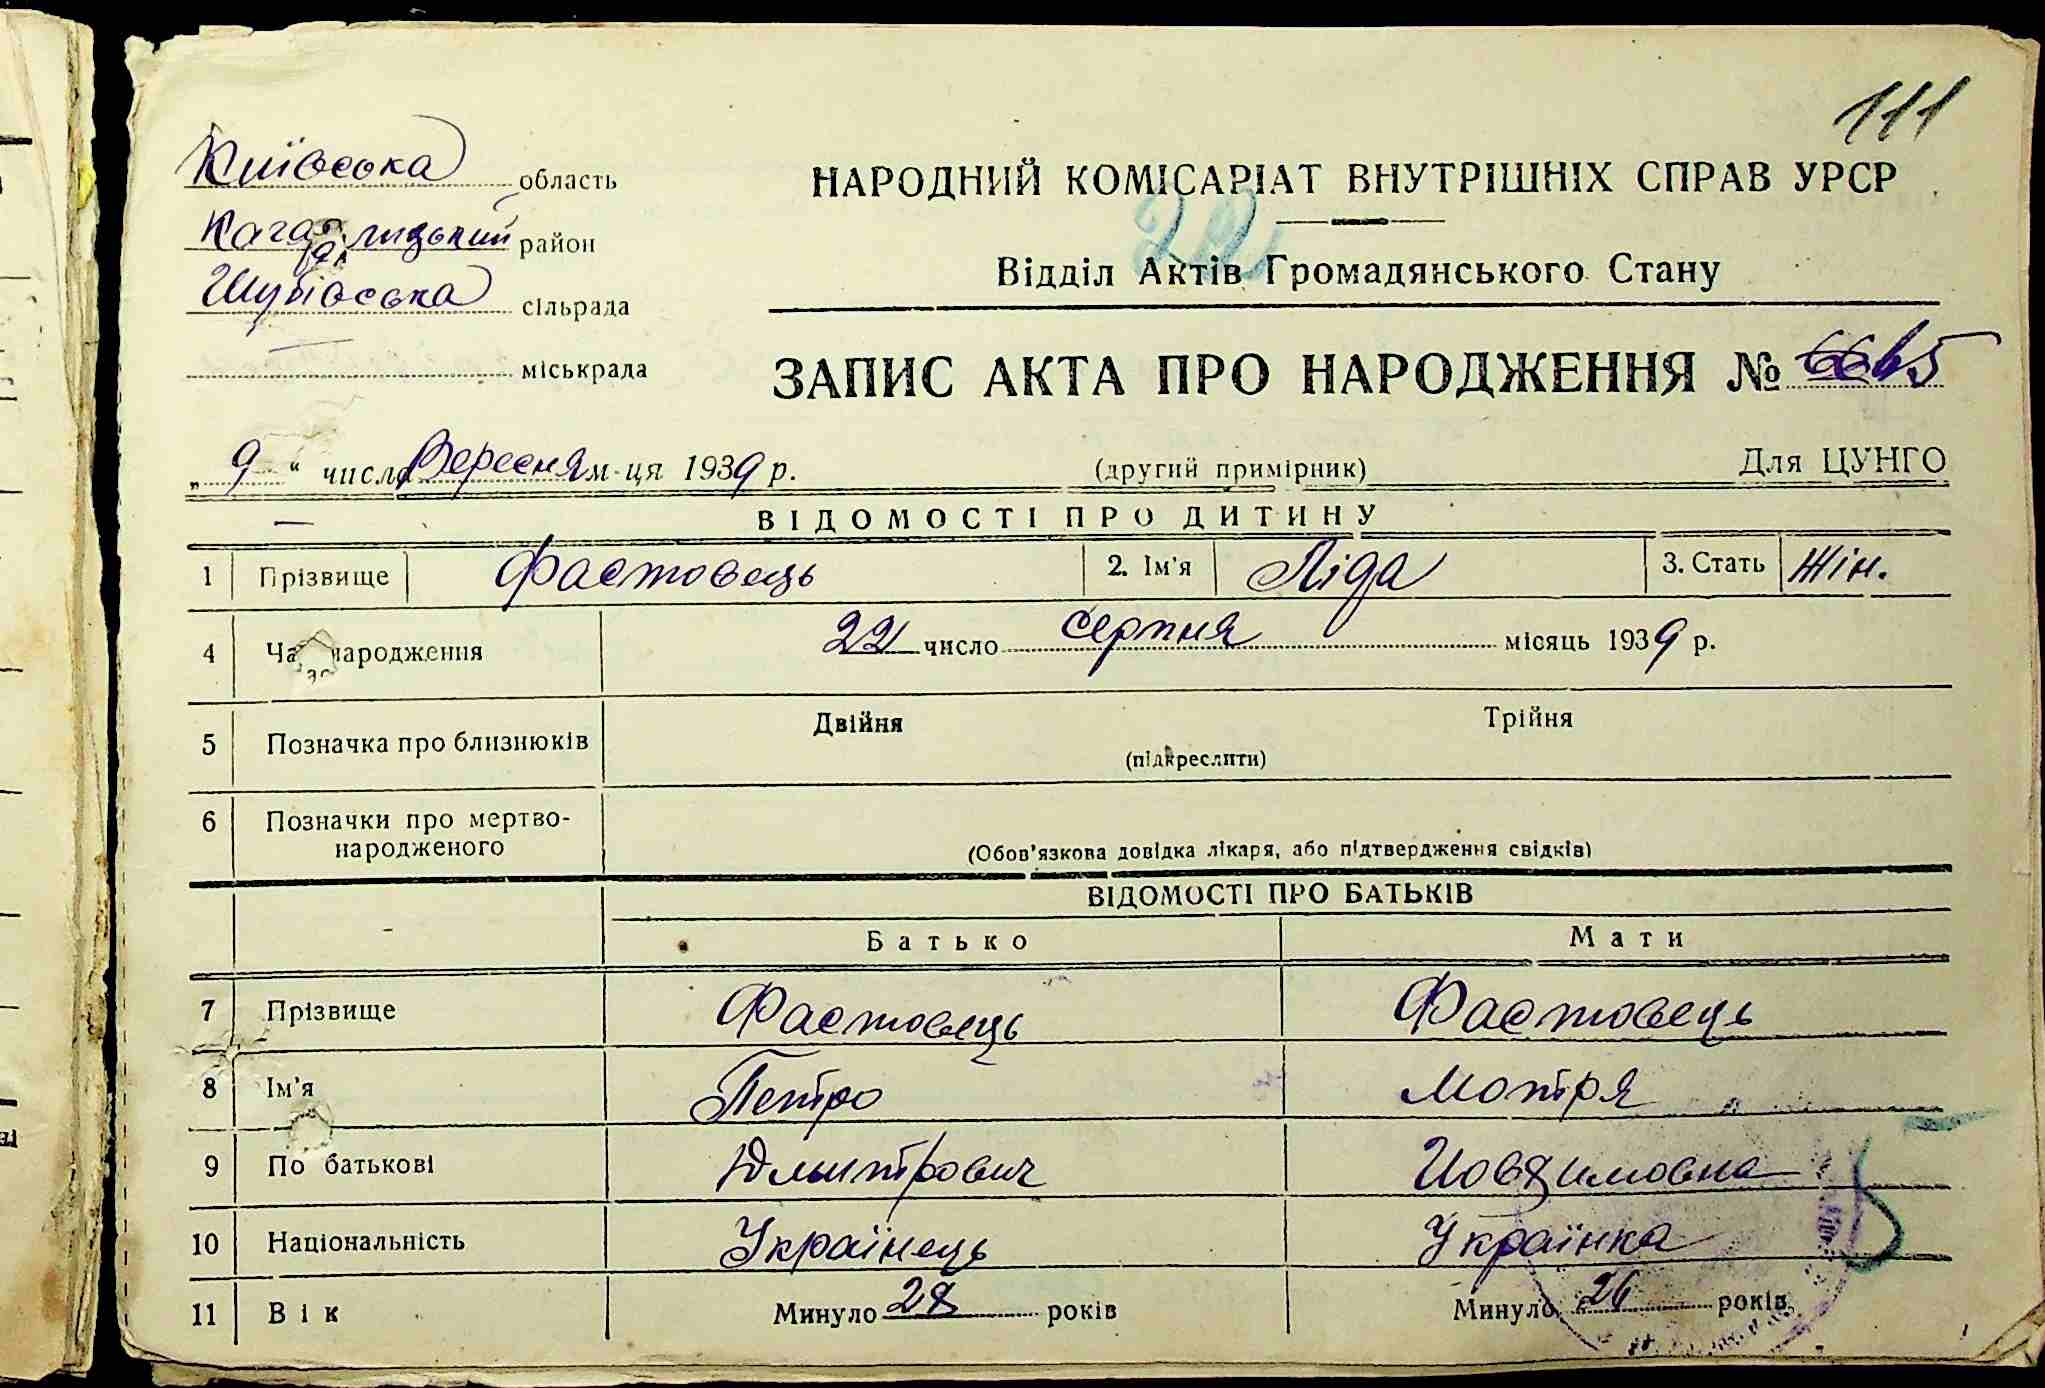 111
Київська область
Кагарлицький район
Шубівська сільрада
міськрада
НАРОДНИЙ КОМІСАРІАТ ВНУТРІШНІХ СПРАВ УРСР
22
Відділ Актів Громадянського Стану
ЗАПИС АКТА ПРО НАРОДЖЕННЯ № 65
„9“ число Вересня м-ця 1939 р.
(другий примірник)
Для ЦУНГО
ВІДОМОСТІ ПРО ДИТИНУ
1 Прізвище Фастовець 2. Ім'я Ліда 3. Стать Жін.
4 Час народження 22 число серпня місяць 1939 р.
5 Позначка про близнюків Двійня Трійня
(підкреслити)
6 Позначки про мертво-
народженого
(Обов'язкова довідка лікаря, або підтвердження свідків)
ВІДОМОСТІ ПРО БАТЬКІВ
Батько Мати
7 Прізвище Фастовець Фастовець
8 Ім'я Петро Мотря
9 По батькові Дмитрович
10 Національність Українець Українка
11 Вік Минуло 28 років Минуло 26 років